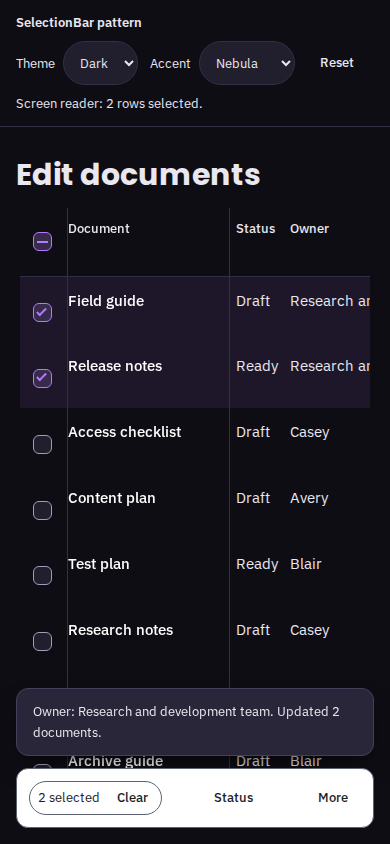 SelectionBar pattern
Theme Dark Accent Nebula Reset
Screen reader: 2 rows selected.
Edit documents
Document Status Owner
Field guide Draft Research ar
Release notes Ready Research ar
Access checklist Draft Casey
Content plan Draft Avery
Test plan Ready Blair
Research notes Draft Casey
Owner: Research and development team. Updated 2
documents.
Archive guide Draft Blair
2 selected Clear Status More